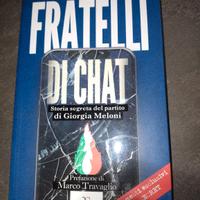 FRATELLI
DI CHAT
Storia segreta del partito
di Giorgia Meloni
Prefazione di
Marco Travaglio